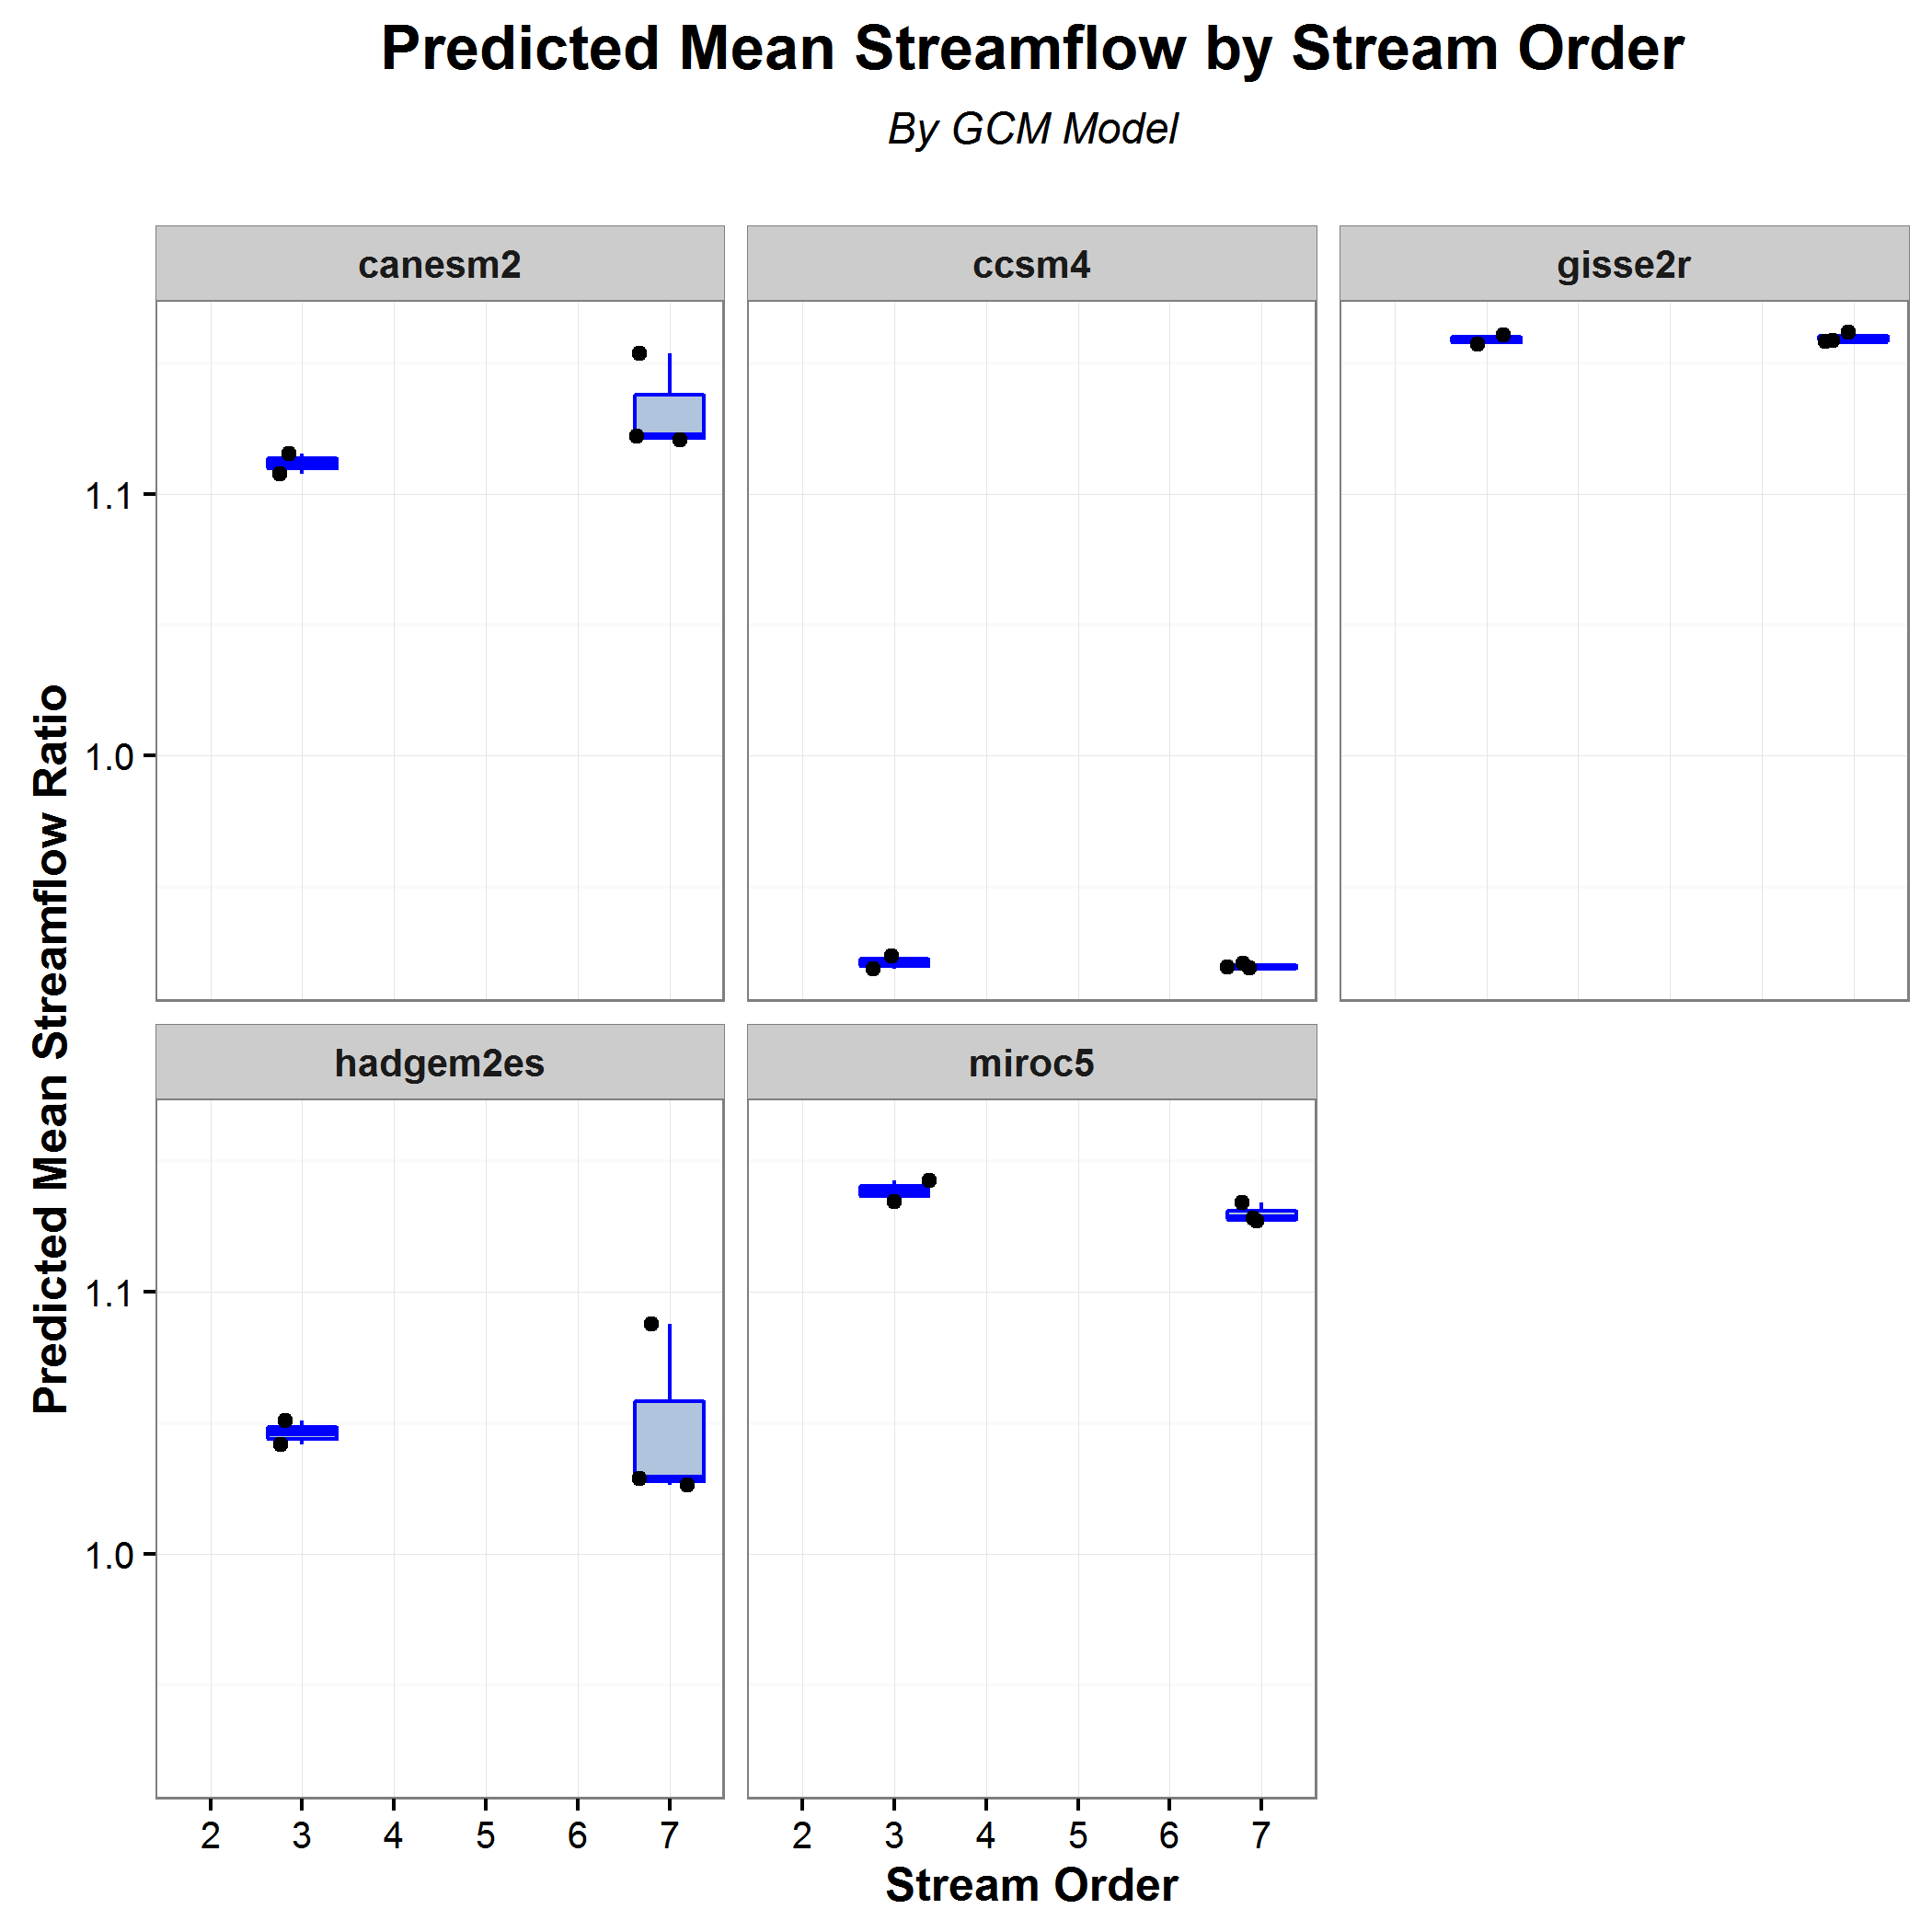 Predicted Mean Streamflow by Stream Order
By GCM Model
canesm2
ccsm4
gisse2r
1.1
1.0
Predicted Mean Streamflow Ratio
hadgem2es
miroc5
1.1
1.0
2 3 4 5 6 7
2 3 4 5 6 7
Stream Order